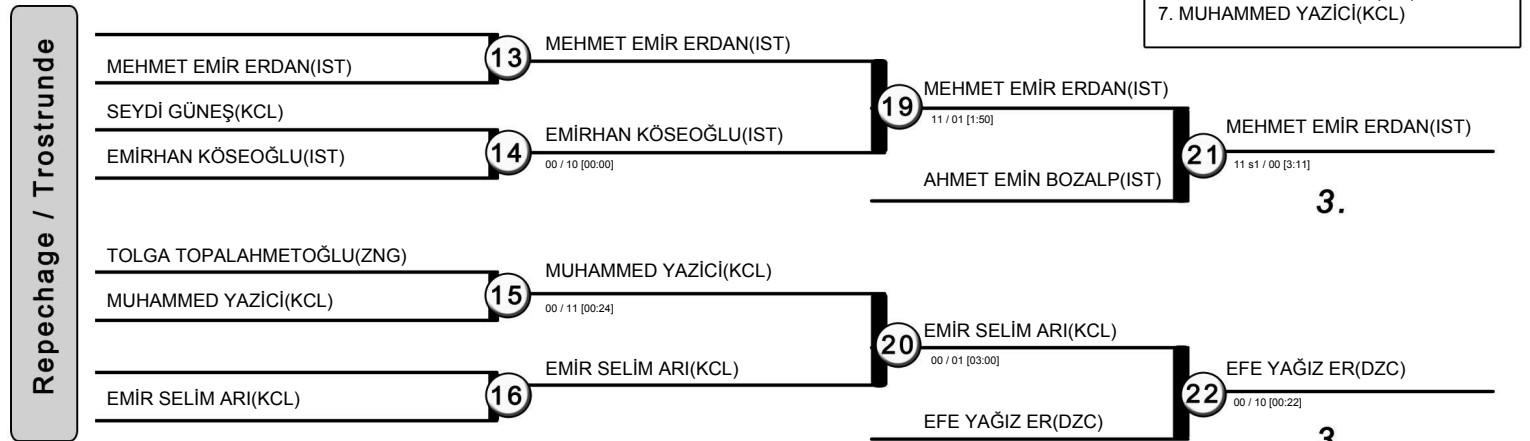 7. MUHAMMED YAZİCİ(KCL)
Repechage / Trostrunde
MEHMET EMİR ERDAN(IST)
13
MEHMET EMİR ERDAN(IST)
SEYDİ GÜNEŞ(KCL)
EMİRHAN KÖSEOĞLU(IST)
14
EMİRHAN KÖSEOĞLU(IST)
00 / 10 [00:00]
19
MEHMET EMİR ERDAN(IST)
11 / 01 [1:50]
AHMET EMIN BOZALP(IST)
21
MEHMET EMİR ERDAN(IST)
11 s1 / 00 [3:11]
3.
TOLGA TOPALAHMETOĞLU(ZNG)
MUHAMMED YAZİCİ(KCL)
15
MUHAMMED YAZİCİ(KCL)
00 / 11 [00:24]
EMİR SELİM ARI(KCL)
16
EMİR SELİM ARI(KCL)
20
EMİR SELİM ARI(KCL)
00 / 01 [03:00]
EFE YAĞIZ ER(DZC)
22
EFE YAĞIZ ER(DZC)
00 / 10 [00:22]
3.